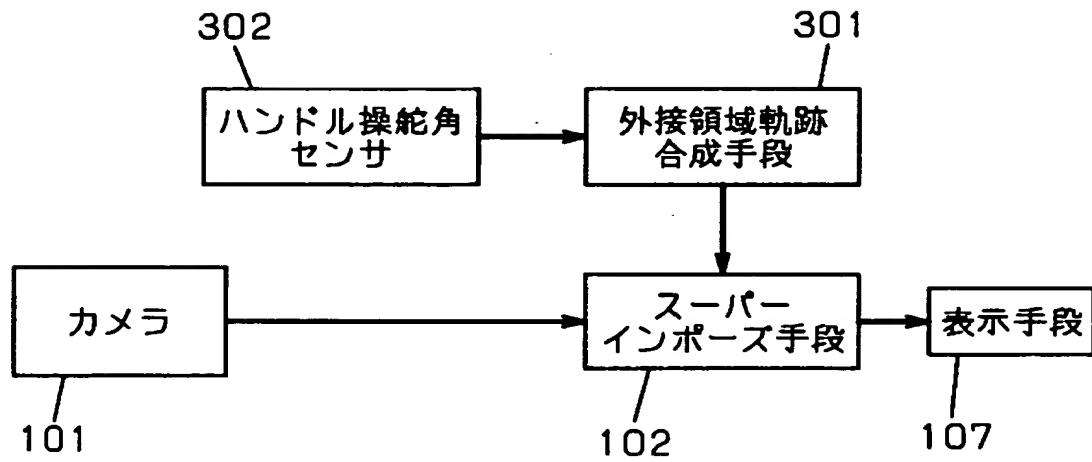 302
301
ハンドル操舵角
センサ
外接領域軌跡
合成手段
カメラ
スーパー
インポーズ手段
表示手段
101
102
107